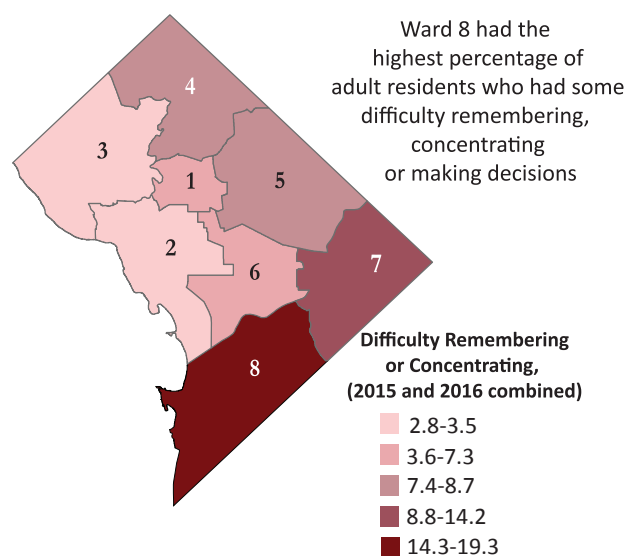 Ward 8 had the
highest percentage of
adult residents who had some
difficulty remembering,
concentrating
or making decisions
4
3
1
5
2
6
7
8
Difficulty Remembering
or Concentrating,
(2015 and 2016 combined)
2.8-3.5
3.6-7.3
7.4-8.7
8.8-14.2
14.3-19.3